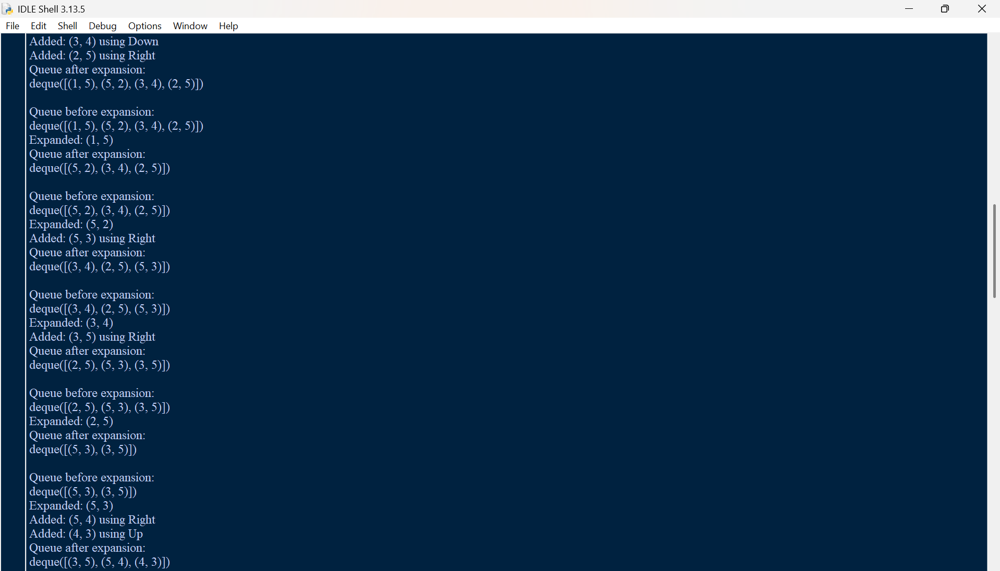 IDLE Shell 3.13.5
File Edit Shell Debug Options Window Help
Added: (3, 4) using Down
Added: (2, 5) using Right
Queue after expansion:
deque([(1, 5), (5, 2), (3, 4), (2, 5)])
Queue before expansion:
deque([(1, 5), (5, 2), (3, 4), (2, 5)])
Expanded: (1, 5)
Queue after expansion:
deque([(5, 2), (3, 4), (2, 5)])
Queue before expansion:
deque([(5, 2), (3, 4), (2, 5)])
Expanded: (5, 2)
Added: (5, 3) using Right
Queue after expansion:
deque([(3, 4), (2, 5), (5, 3)])
Queue before expansion:
deque([(3, 4), (2, 5), (5, 3)])
Expanded: (3, 4)
Added: (3, 5) using Right
Queue after expansion:
deque([(2, 5), (5, 3), (3, 5)])
Queue before expansion:
deque([(2, 5), (5, 3), (3, 5)])
Expanded: (2, 5)
Queue after expansion:
deque([(5, 3), (3, 5)])
Queue before expansion:
deque([(5, 3), (3, 5)])
Expanded: (5, 3)
Added: (5, 4) using Right
Added: (4, 3) using Up
Queue after expansion:
deque([(3, 5), (5, 4), (4, 3)])